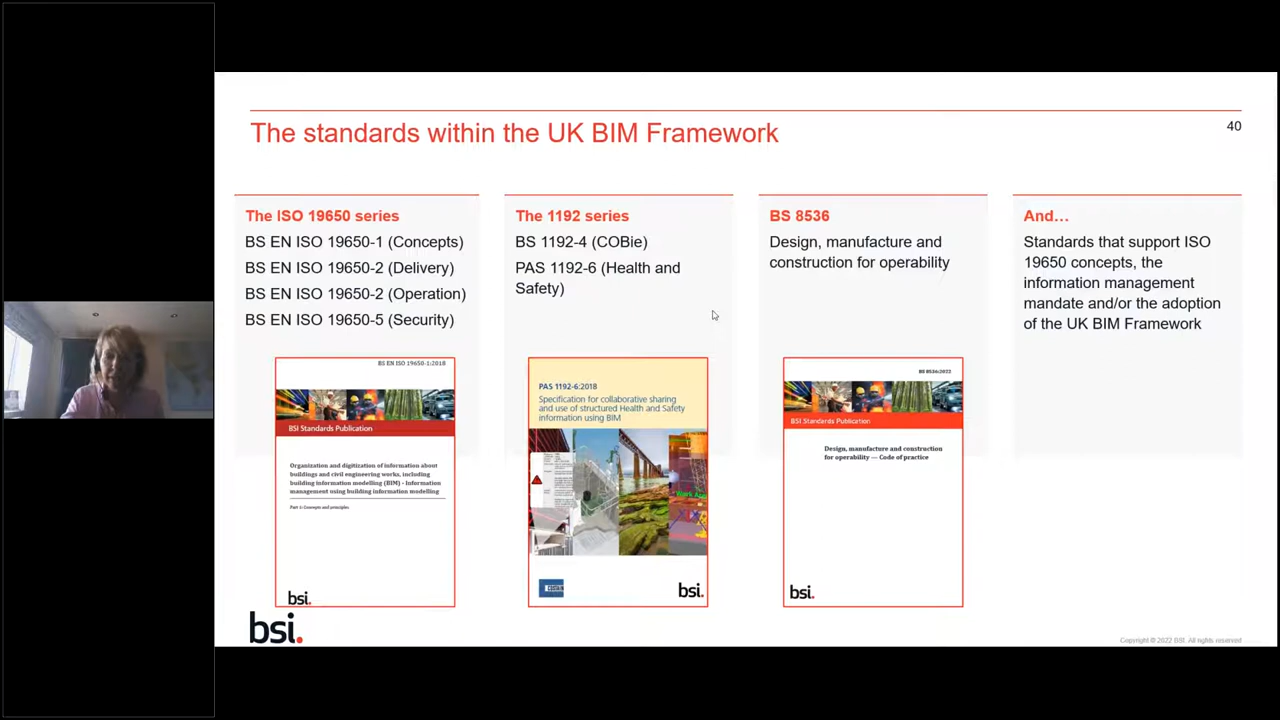 The standards within the UK BIM Framework
40
The ISO 19650 series
BS EN ISO 19650-1 (Concepts)
BS EN ISO 19650-2 (Delivery)
BS EN ISO 19650-2 (Operation)
BS EN ISO 19650-5 (Security)
The 1192 series
BS 1192-4 (COBie)
PAS 1192-6 (Health and
Safety)
BS 8536
Design, manufacture and
construction for operability
And...
Standards that support ISO
19650 concepts, the
information management
mandate and/or the adoption
of the UK BIM Framework
BS EN ISO 19650-1:2018
BSI Standards Publication
Organization and digitization of information about
buildings and civil engineering works, including
building information modelling (BIM) - Information
management using building information modelling
Part 1: Concepts and principles
bsi.
PAS 1192-6:2018
Specification for collaborative sharing
and use of structured Health and Safety
information using BIM
bsi.
BS 8536:2022
BSI Standards Publication
Design, manufacture and construction
for operability — Code of practice
bsi.
bsi.
Copyright © 2022 BSI. All rights reserved